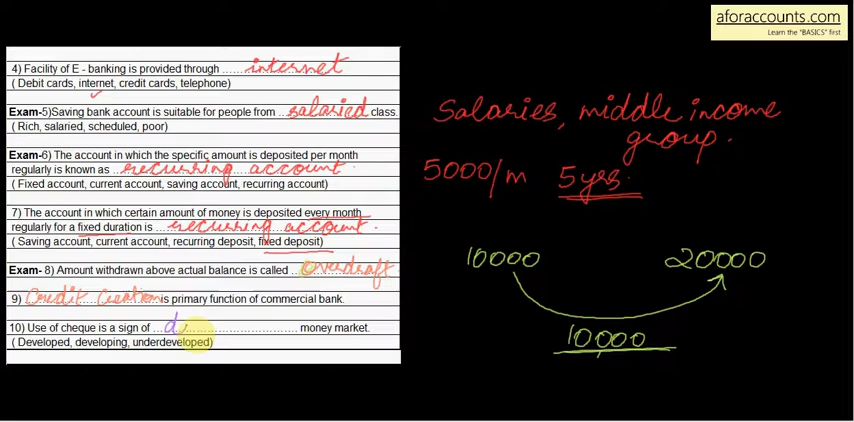 aforaccounts.com
Learn the "BASICS" first
4) Facility of E - banking is provided through ......internet
( Debit cards, internet, credit cards, telephone)
Exam-5)Saving bank account is suitable for people from ...salaried class.
(Rich, salaried, scheduled, poor)
Exam-6) The account in which the specific amount is deposited per month
regularly is known as ...recurring account.
(Fixed account, current account, saving account, recurring account)
7) The account in which certain amount of money is deposited every month
regularly for a fixed duration is ...recurring account.
( Saving account, current account, recurring deposit, fixed deposit)
Exam- 8) Amount withdrawn above actual balance is called ..overdraft.
9) Credit Creation is primary function of commercial bank.
10) Use of cheque is a sign of ...d................................. money market.
(Developed, developing, underdeveloped)
Salaries, middle income
group.
5000/m 5 yrs.
10000 20000
10000